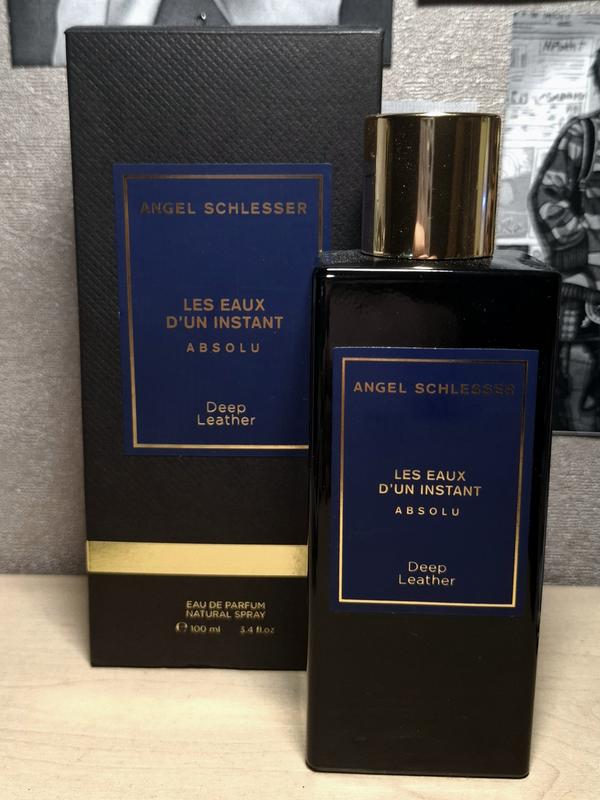 ANGEL SCHLESSER
LES EAUX
D'UN INSTANT
ABSOLU
Deep
Leather
EAU DE PARFUM
NATURAL SPRAY
℮ 100 ml 3.4 fl.oz
ANGEL SCHLESSER
LES EAUX
D'UN INSTANT
ABSOLU
Deep
Leather